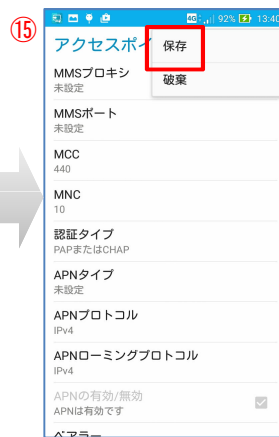 ⑮
4G 92% 13:40
アクセスポイ
保存
破棄
MMSプロキシ
未設定
MMSポート
未設定
MCC
440
MNC
10
認証タイプ
PAPまたはCHAP
APNタイプ
未設定
APNプロトコル
IPv4
APNローミングプロトコル
IPv4
APNの有効/無効
APNは有効です
ベアラー